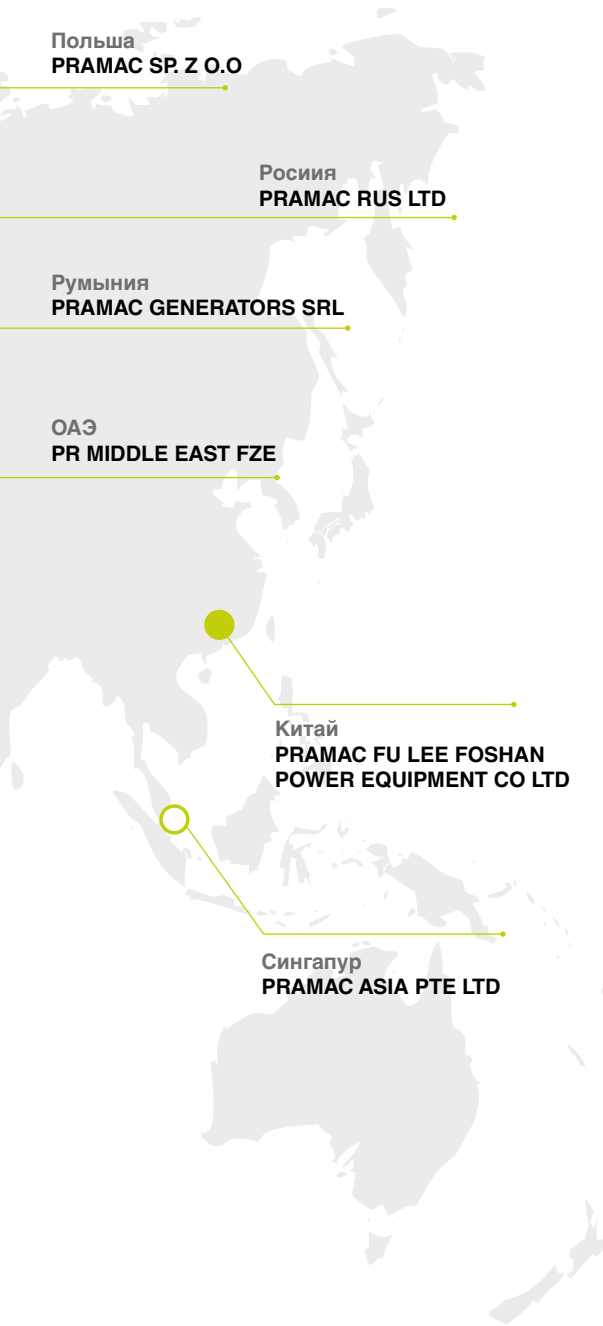 Польша
PRAMAC SP. Z O.O
Росиия
PRAMAC RUS LTD
Румыния
PRAMAC GENERATORS SRL
ОАЭ
PR MIDDLE EAST FZE
Китай
PRAMAC FU LEE FOSHAN
POWER EQUIPMENT CO LTD
Сингапур
PRAMAC ASIA PTE LTD